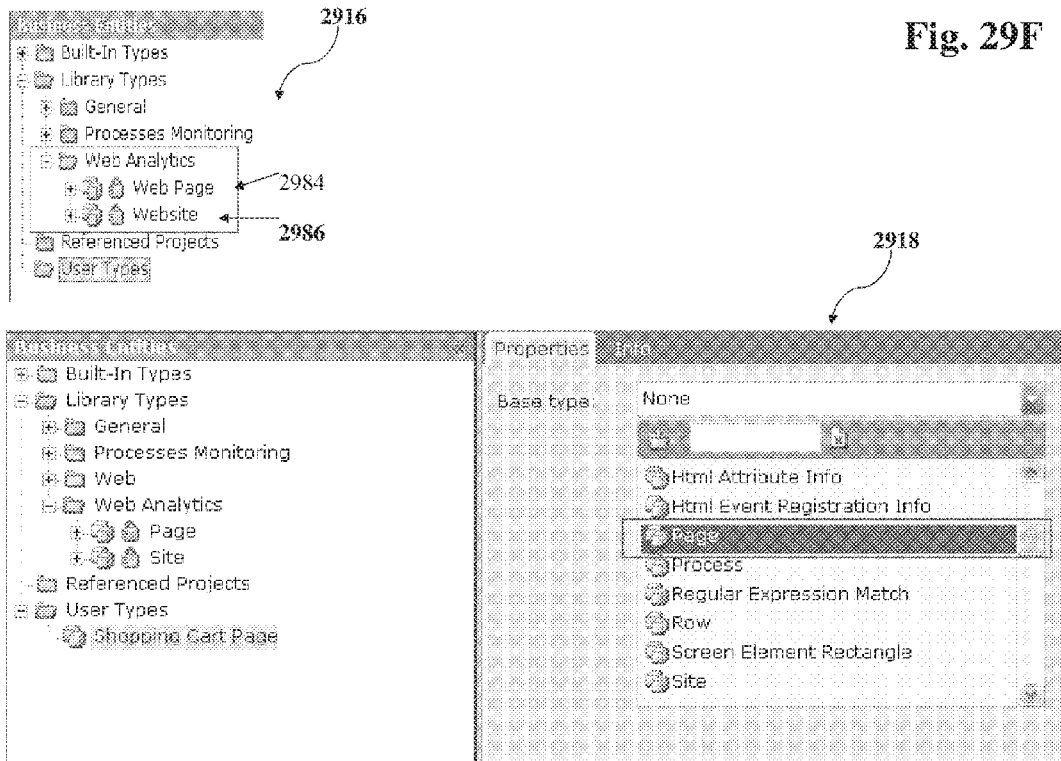 2916
Fig. 29F
Business Entities
Built-In Types
Library Types
General
Processes Monitoring
Web Analytics
Web Page
2984
Website
2986
Referenced Projects
User Types
2918
Business Entities
Built-In Types
Library Types
General
Processes Monitoring
Web
Web Analytics
Page
Site
Referenced Projects
User Types
Shopping Cart Page
Properties
Info
Base type:
None
Html Attribute Info
Html Event Registration Info
Page
Process
Regular Expression Match
Row
Screen Element Rectangle
Site